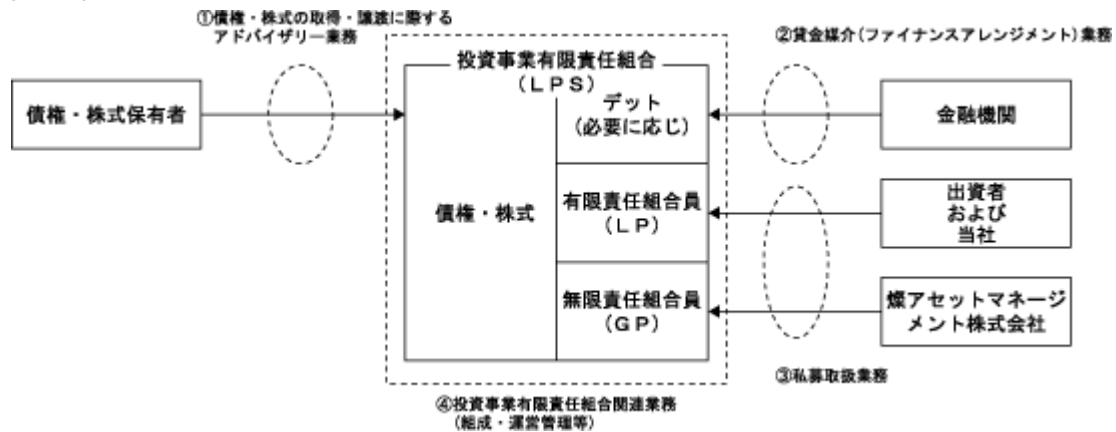 ①債権・株式の取得・譲渡に際する
アドバイザリー業務
②貸金媒介(ファイナンスアレンジメント)業務
投資事業有限責任組合
(LPS)
債権・株式保有者
デット
(必要に応じ)
金融機関
債権・株式
有限責任組合員
(LP)
出資者
および
当社
無限責任組合員
(GP)
燦アセットマネージ
メント株式会社
③私募取扱業務
④投資事業有限責任組合関連業務
(組成・運営管理等)